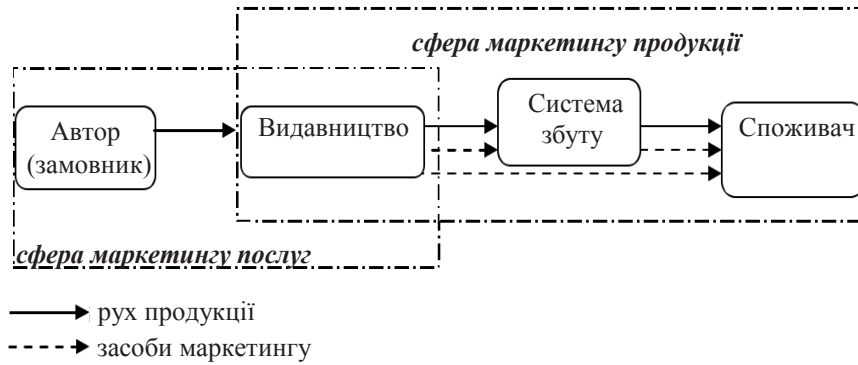 сфера маркетингу продукції
Автор
(замовник)
Видавництво
Система
збуту
Споживач
сфера маркетингу послуг
рух продукції
засоби маркетингу